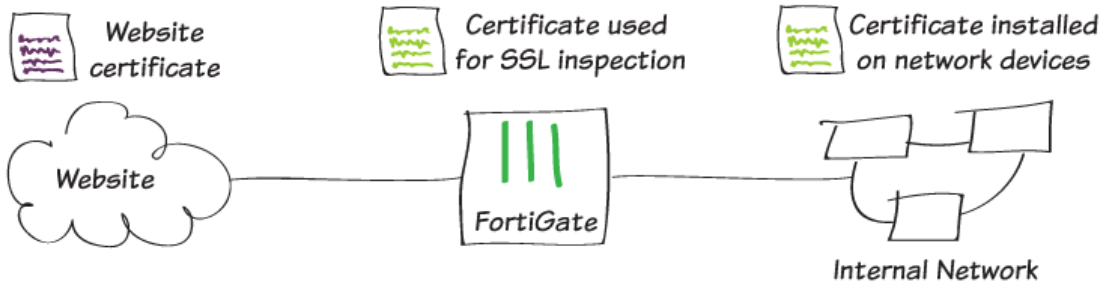 Website
certificate
Certificate used
for SSL inspection
Certificate installed
on network devices
Website
FortiGate
Internal Network